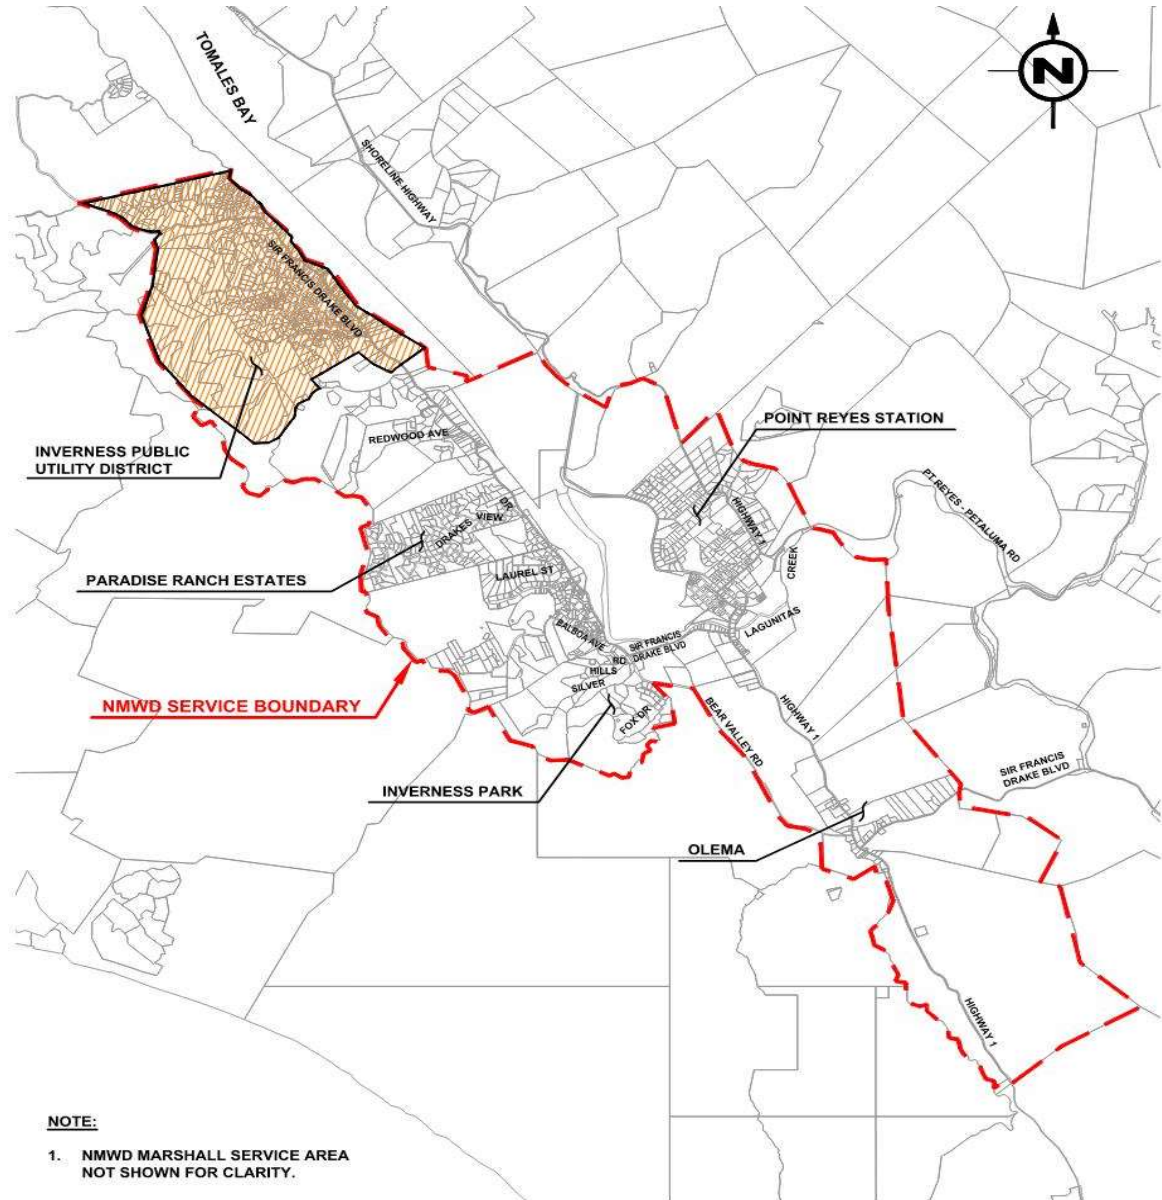 TOMALES BAY
N
SHORELINE HIGHWAY
SIR FRANCIS DRAKE BLVD
POINT REYES STATION
INVERNESS PUBLIC
UTILITY DISTRICT
REDWOOD AVE
PT REYES - PETALUMA RD
HIGHWAY 1
DRAKES VIEW DR
CREEK
PARADISE RANCH ESTATES
LAUREL ST
LAGUNITAS
BALBOA AVE
SIR FRANCIS
DRAKE BLVD
RD
HILLS
SILVER
NMWD SERVICE BOUNDARY
FOX DR
BEAR VALLEY RD
HIGHWAY 1
SIR FRANCIS
DRAKE BLVD
INVERNESS PARK
OLEMA
HIGHWAY 1
NOTE:
1. NMWD MARSHALL SERVICE AREA
NOT SHOWN FOR CLARITY.